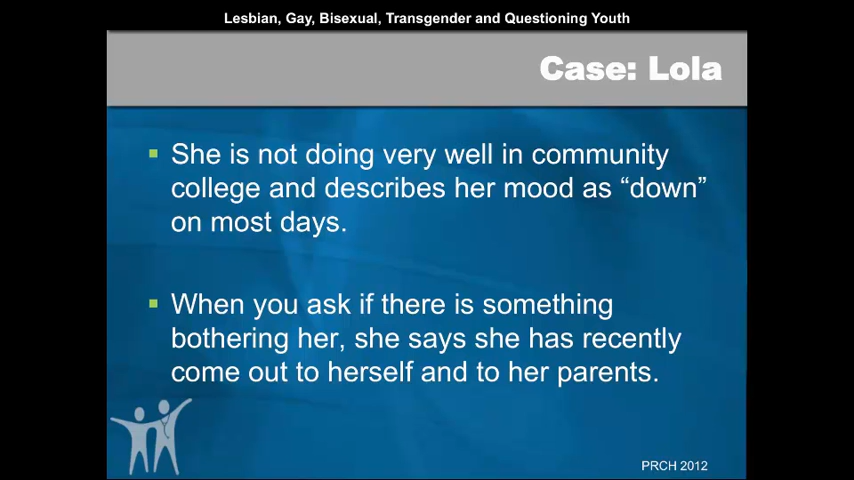 Lesbian, Gay, Bisexual, Transgender and Questioning Youth
Case: Lola
She is not doing very well in community
college and describes her mood as “down”
on most days.
When you ask if there is something
bothering her, she says she has recently
come out to herself and to her parents.
PRCH 2012